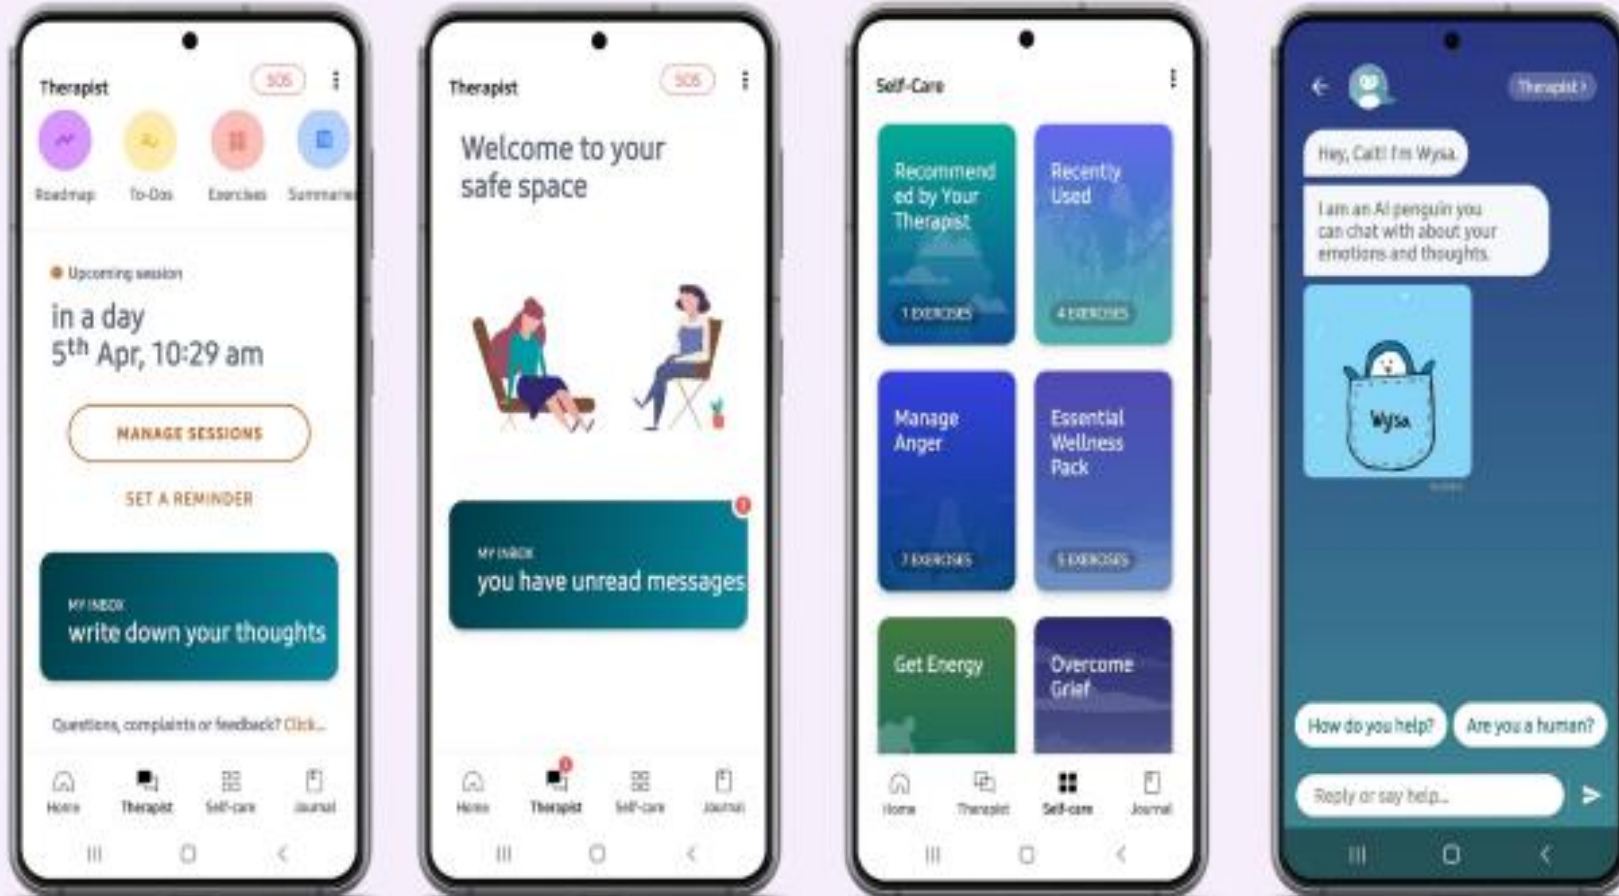 Therapist
SOS
Roadmap
To-Dos
Exercises
Summaries
Upcoming session
in a day
5th Apr, 10:29 am
MANAGE SESSIONS
SET A REMINDER
MY INBOX
write down your thoughts
Questions, complaints or feedback? Click...
Home
Therapist
Self-care
Journal
Therapist
SOS
Welcome to your
safe space
MY INBOX
you have unread messages
Home
Therapist
Self-care
Journal
Self-Care
Recommend
ed by Your
Therapist
1 EXERCISES
Recently
Used
4 EXERCISES
Manage
Anger
7 EXERCISES
Essential
Wellness
Pack
5 EXERCISES
Get Energy
Overcome
Grief
Home
Therapist
Self-care
Journal
Therapist >
Hey, Cait! I'm Wysa.
I am an AI penguin you
can chat with about your
emotions and thoughts.
Wysa
How do you help?
Are you a human?
Reply or say help...